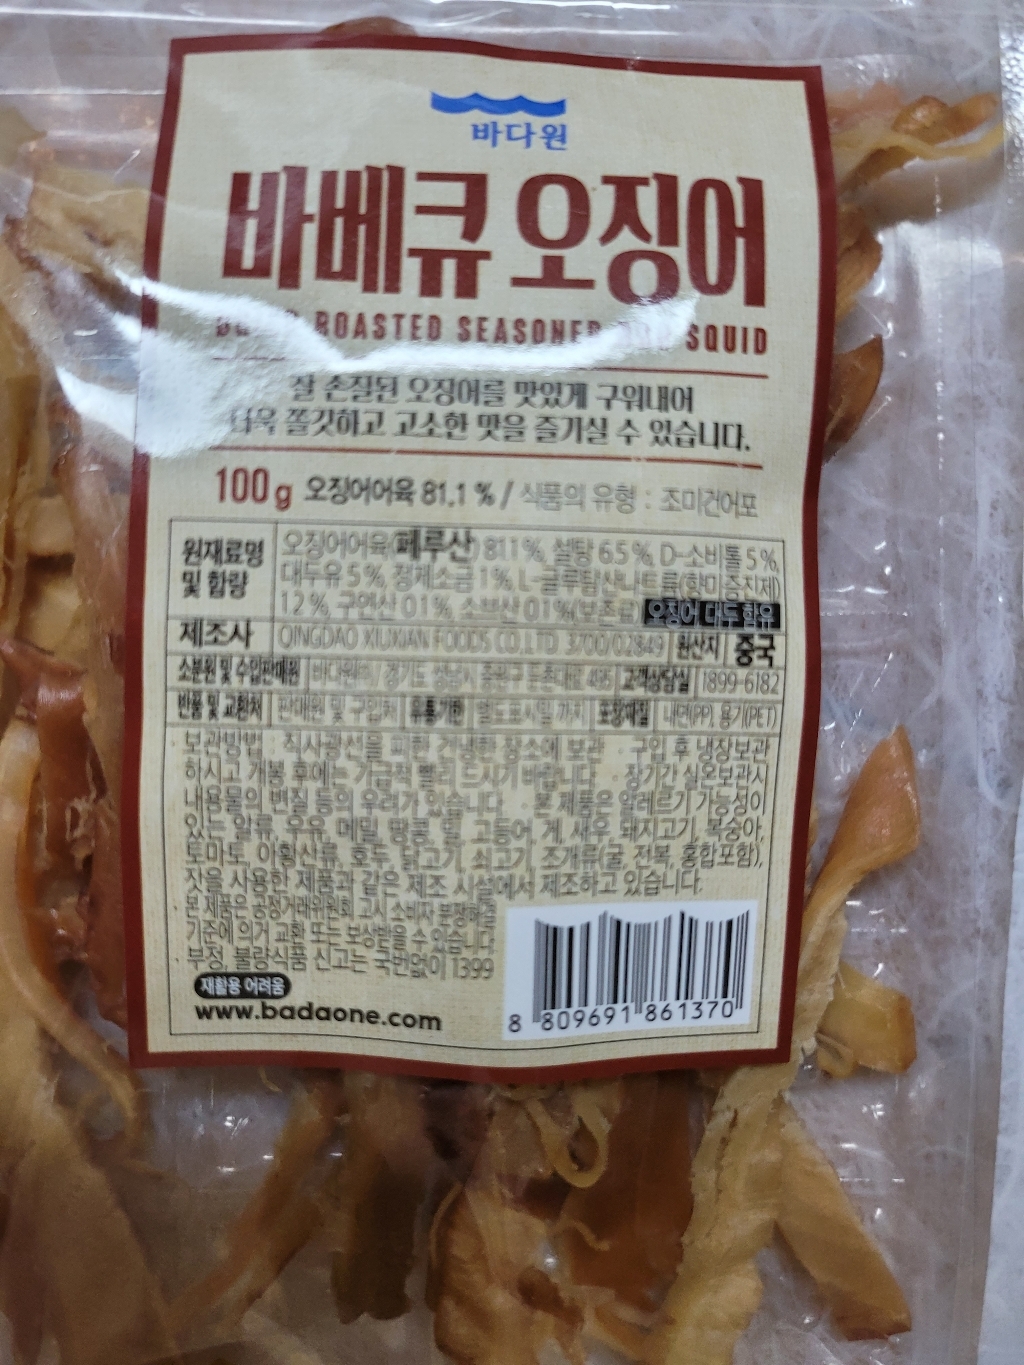 바다원
바베큐 오징어
ROASTED SEASONED SQUID
잘 손질된 오징어를 맛있게 구워내어
더욱 쫄깃하고 고소한 맛을 즐기실 수 있습니다.
100g 오징어어육 81.1 % / 식품의 유형 : 조미건어포
원재료명 및 함량
오징어어육(페루산) 81.1%, 설탕 6.5%, D-소비톨 5%,
대두유 5%, 정제소금 1%, L-글루탐산나트륨(향미증진제)
1.2%, 구연산 0.1%, 소브산 0.1%(보존료) 오징어 대두 함유
제조사 QINGDAO XIUXIAN FOODS CO.,LTD 3700/02849 원산지 중국
소분원 및 수입판매원 바다원㈜ 경기도 성남시 중원구 둔촌대로 고객상담실 1899-6182
반품 및 교환처 판매원 및 구입처 유통기한 별도표시일 까지 포장재질 내면(PP), 용기(PET)
· 보관방법 : 직사광선을 피한 건냉한 장소에 보관 · 구입 후 냉장보관
하시고 개봉 후에는 가급적 빨리 드시기 바랍니다. · 장기간 실온보관시
내용물의 변질 등의 우려가 있습니다. · 본 제품은 알레르기 가능성이
있는 알류, 우유, 메밀, 땅콩, 밀, 고등어, 게, 새우, 돼지고기, 복숭아,
토마토, 아황산류, 호두, 닭고기, 쇠고기, 조개류(굴, 전복, 홍합포함),
잣을 사용한 제품과 같은 제조 시설에서 제조하고 있습니다.
본 제품은 공정거래위원회 고시 소비자 분쟁해결
기준에 의거 교환 또는 보상받을 수 있습니다.
부정, 불량식품 신고는 국번없이 1399
재활용 어려움
www.badaone.com
8 809691 861370